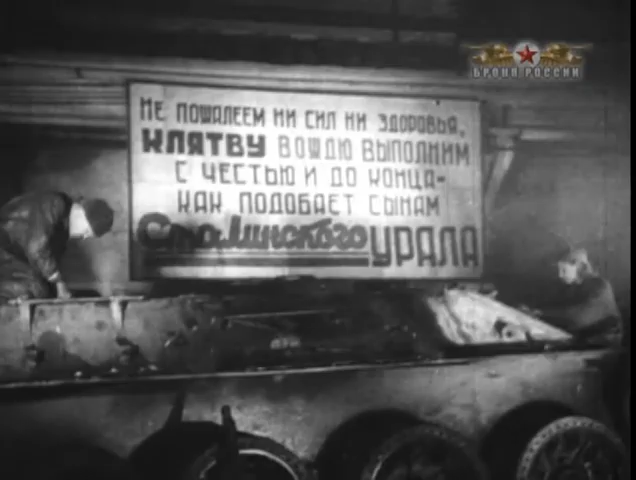 БРОНЯ РОССИИ
Не пожалеем ни сил ни здоровья,
КЛЯТВУ вождю выполним
с честью и до конца-
как подобает сынам
Сталинского УРАЛА